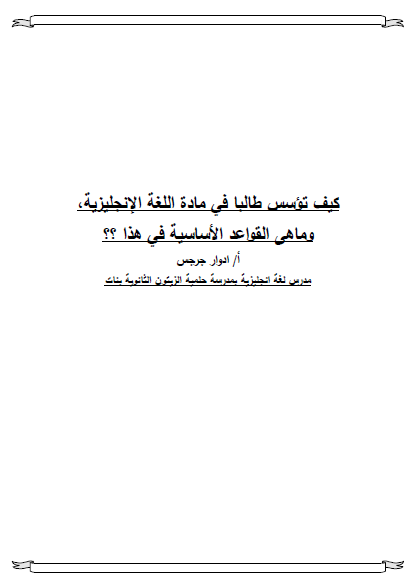 كيف تؤسس طالبا في مادة اللغة الإنجليزية،
وماهى القواعد الأساسية في هذا ؟؟
أ/ ادوار جرجس
مدرس لغة انجليزية بمدرسة حلمية الزيتون الثانوية بنات